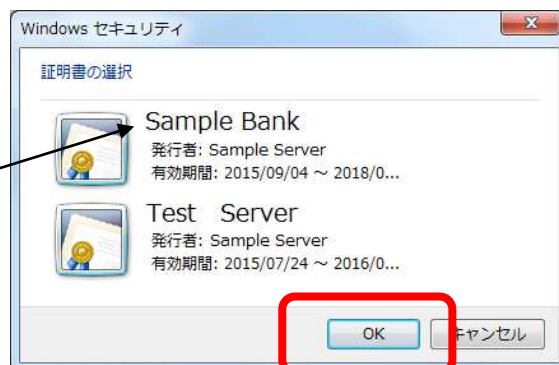 Windows セキュリティ
証明書の選択
Sample Bank
発行者: Sample Server
有効期間: 2015/09/04 ～ 2018/0...
Test　Server
発行者: Sample Server
有効期間: 2015/07/24 ～ 2016/0...
OK
キャンセル